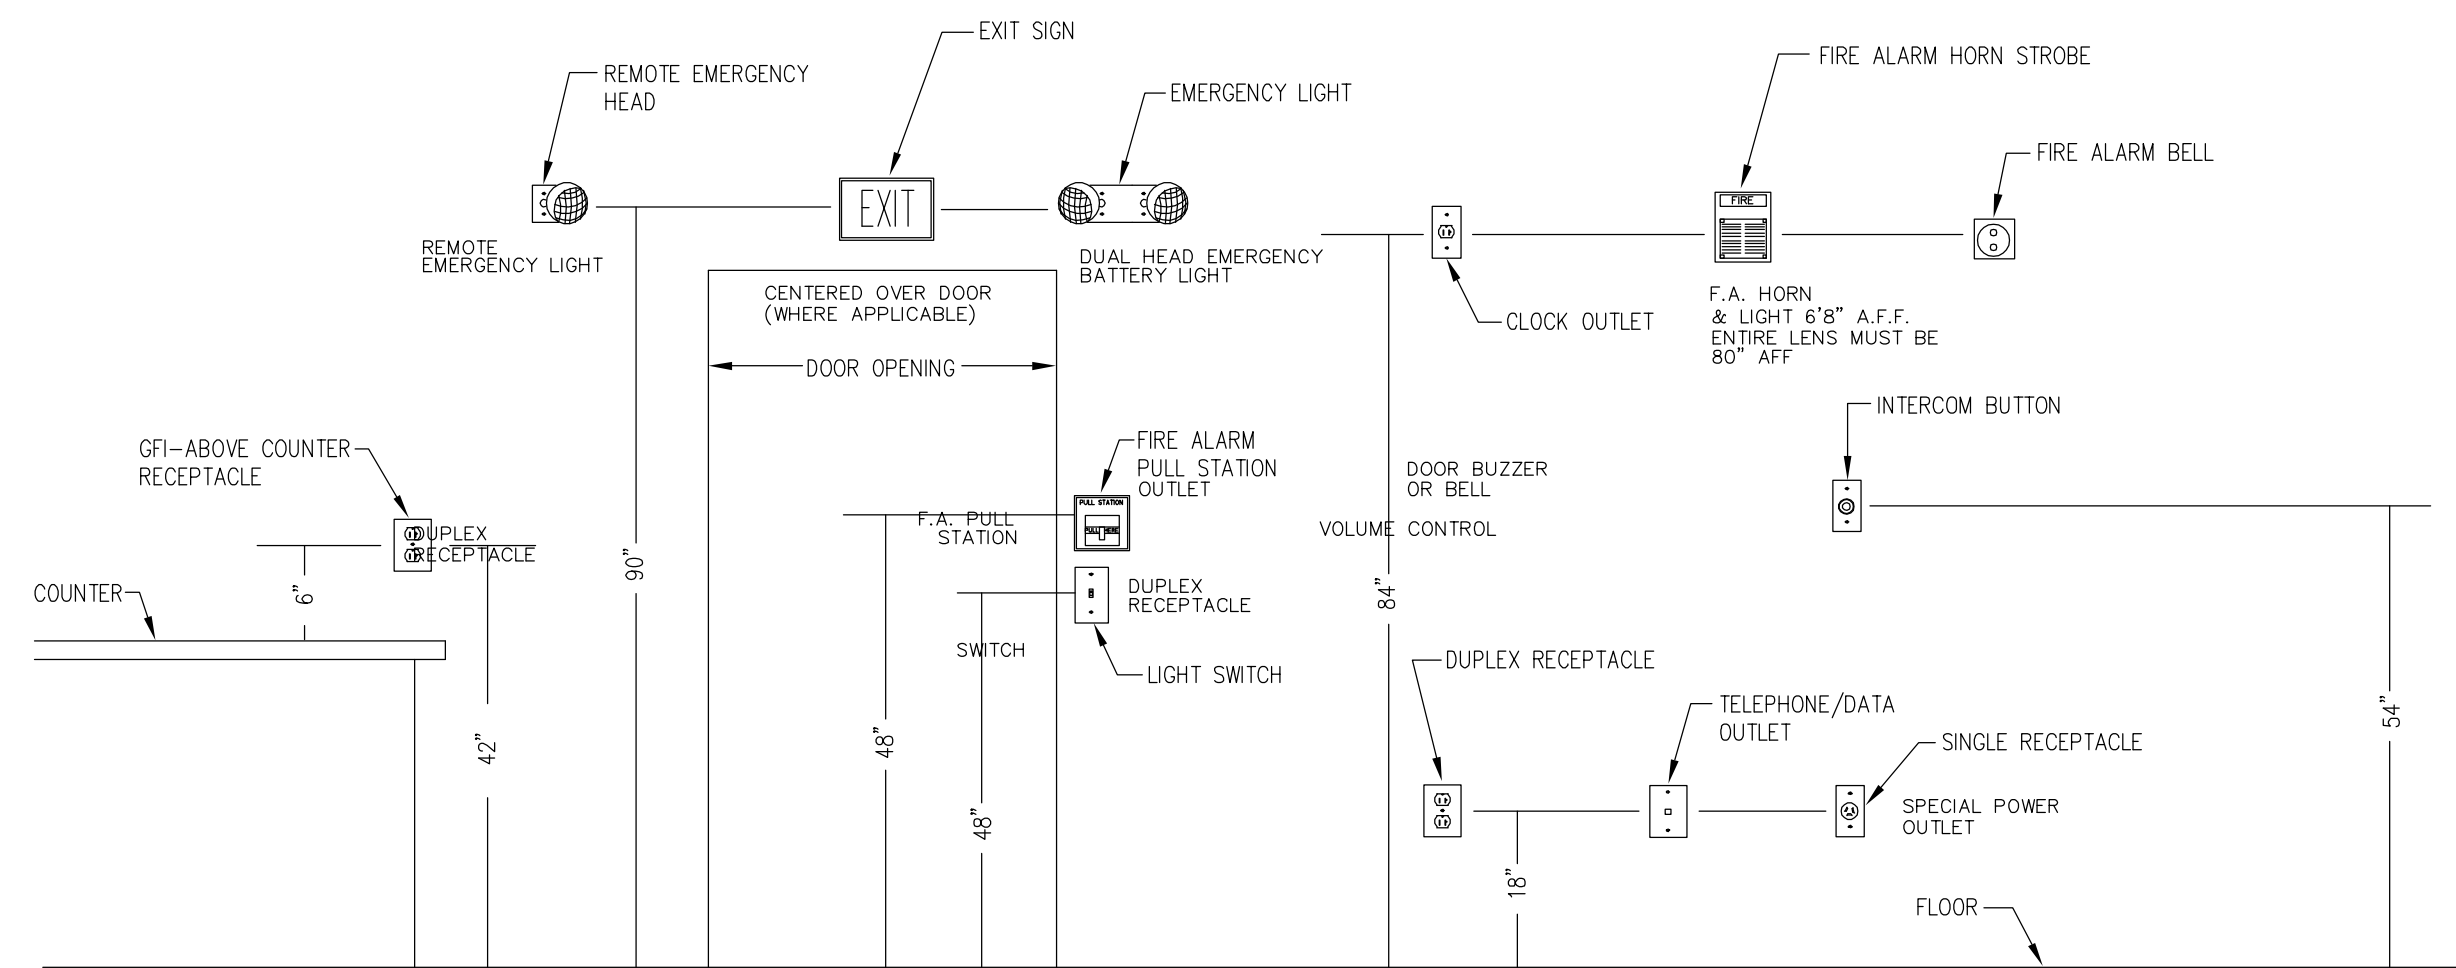 EXIT SIGN
FIRE ALARM HORN STROBE
REMOTE EMERGENCY
HEAD
EMERGENCY LIGHT
FIRE ALARM BELL
EXIT
FIRE
REMOTE
EMERGENCY LIGHT
DUAL HEAD EMERGENCY
BATTERY LIGHT
CENTERED OVER DOOR
(WHERE APPLICABLE)
F.A. HORN
& LIGHT 6'8" A.F.F.
ENTIRE LENS MUST BE
80" AFF
CLOCK OUTLET
DOOR OPENING
INTERCOM BUTTON
GFI-ABOVE COUNTER
RECEPTACLE
FIRE ALARM
PULL STATION
OUTLET
DOOR BUZZER
OR BELL
PULL STATION
PULL HERE
F.A. PULL
STATION
VOLUME CONTROL
DUPLEX
RECEPTACLE
90"
6"
COUNTER
84"
DUPLEX
RECEPTACLE
SWITCH
LIGHT SWITCH
DUPLEX RECEPTACLE
TELEPHONE/DATA
OUTLET
54"
42"
48"
SINGLE RECEPTACLE
48"
SPECIAL POWER
OUTLET
18"
FLOOR